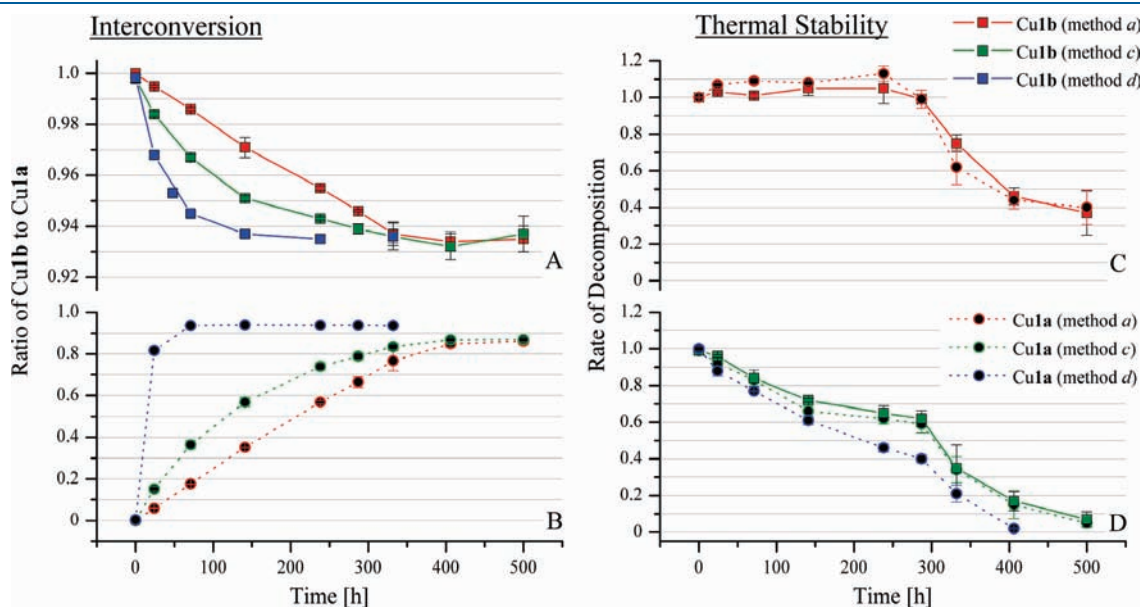 Interconversion
Ratio of Cu1b to Cu1a
1.0
0.98
0.96
0.94
0.92
A
1.0
0.8
0.6
0.4
0.2
0
B
0 100 200 300 400 500
Time [h]
Thermal Stability
Cu1b (method a)
Cu1b (method c)
Cu1b (method d)
Rate of Decomposition
1.2
1.0
0.8
0.6
0.4
0.2
0
C
Cu1a (method a)
Cu1a (method c)
Cu1a (method d)
1.2
1.0
0.8
0.6
0.4
0.2
0
D
0 100 200 300 400 500
Time [h]